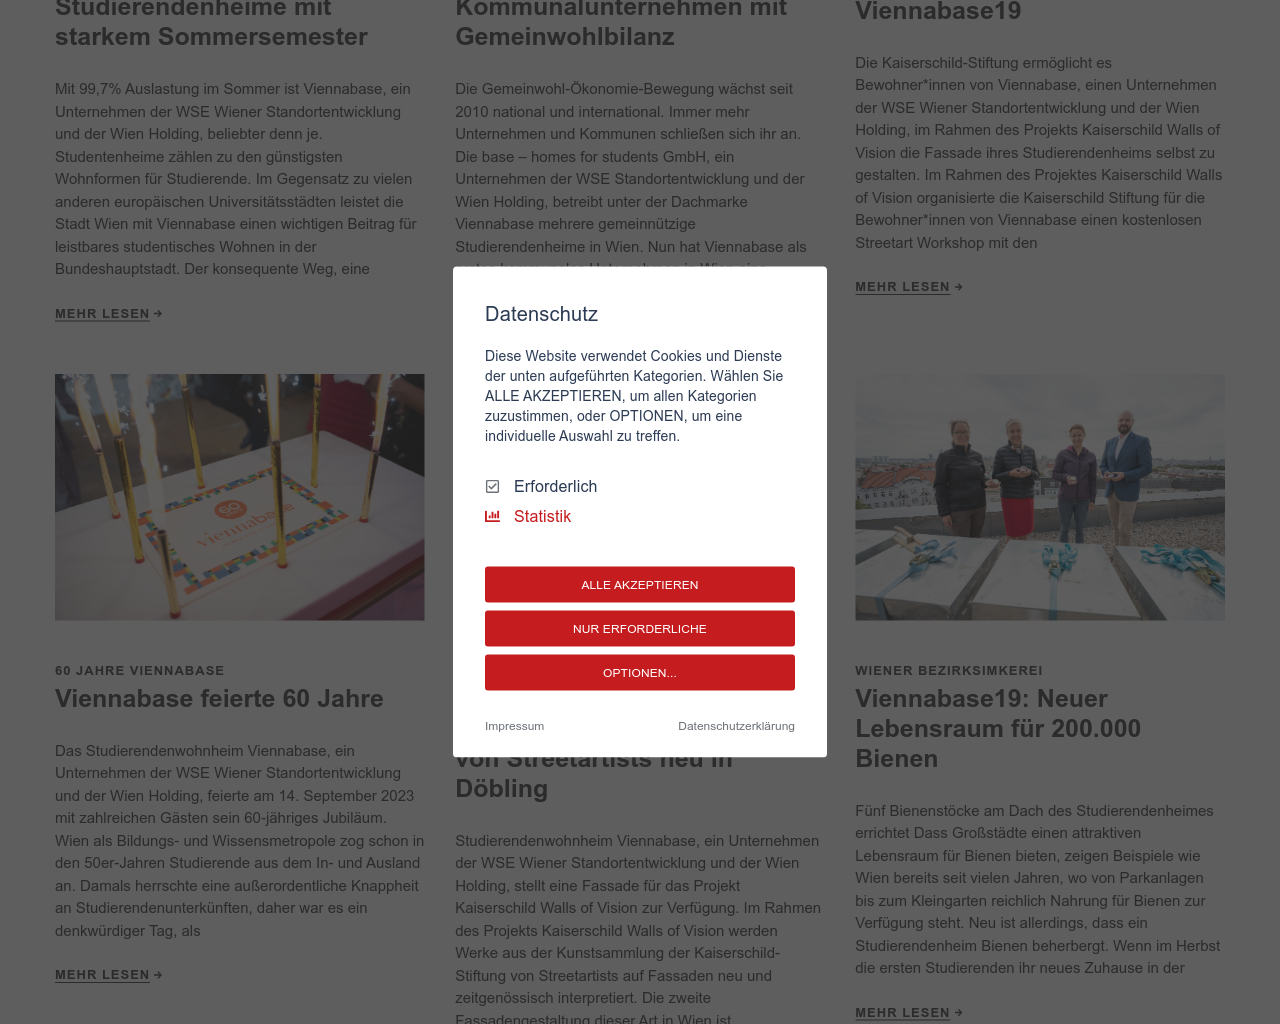 Studierendenheime mit
starkem Sommersemester
Mit 99,7% Auslastung im Sommer ist Viennabase, ein
Unternehmen der WSE Wiener Standortentwicklung
und der Wien Holding, beliebter denn je.
Studentenheime zählen zu den günstigsten
Wohnformen für Studierende. Im Gegensatz zu vielen
anderen europäischen Universitätsstädten leistet die
Stadt Wien mit Viennabase einen wichtigen Beitrag für
leistbares studentisches Wohnen in der
Bundeshauptstadt. Der konsequente Weg, eine
MEHR LESEN →
Kommunalunternehmen mit
Gemeinwohlbilanz
Die Gemeinwohl-Ökonomie-Bewegung wächst seit
2010 national und international. Immer mehr
Unternehmen und Kommunen schließen sich ihr an.
Die base – homes for students GmbH, ein
Unternehmen der WSE Standortentwicklung und der
Wien Holding, betreibt unter der Dachmarke
Viennabase mehrere gemeinnützige
Studierendenheime in Wien. Nun hat Viennabase als
Viennabase19
Die Kaiserschild-Stiftung ermöglicht es
Bewohner*innen von Viennabase, einen Unternehmen
der WSE Wiener Standortentwicklung und der Wien
Holding, im Rahmen des Projekts Kaiserschild Walls of
Vision die Fassade ihres Studierendenheims selbst zu
gestalten. Im Rahmen des Projektes Kaiserschild Walls
of Vision organisierte die Kaiserschild Stiftung für die
Bewohner*innen von Viennabase einen kostenlosen
Streetart Workshop mit den
MEHR LESEN →
Datenschutz
Diese Website verwendet Cookies und Dienste
der unten aufgeführten Kategorien. Wählen Sie
ALLE AKZEPTIEREN, um allen Kategorien
zuzustimmen, oder OPTIONEN, um eine
individuelle Auswahl zu treffen.
Erforderlich
Statistik
ALLE AKZEPTIEREN
NUR ERFORDERLICHE
OPTIONEN...
Impressum
Datenschutzerklärung
60
viennabase
60 JAHRE VIENNABASE
Viennabase feierte 60 Jahre
Das Studierendenwohnheim Viennabase, ein
Unternehmen der WSE Wiener Standortentwicklung
und der Wien Holding, feierte am 14. September 2023
mit zahlreichen Gästen sein 60-jähriges Jubiläum.
Wien als Bildungs- und Wissensmetropole zog schon in
den 50er-Jahren Studierende aus dem In- und Ausland
an. Damals herrschte eine außerordentliche Knappheit
an Studierendenunterkünften, daher war es ein
denkwürdiger Tag, als
MEHR LESEN →
von Streetartists neu in
Döbling
Studierendenwohnheim Viennabase, ein Unternehmen
der WSE Wiener Standortentwicklung und der Wien
Holding, stellt eine Fassade für das Projekt
Kaiserschild Walls of Vision zur Verfügung. Im Rahmen
des Projekts Kaiserschild Walls of Vision werden
Werke aus der Kunstsammlung der Kaiserschild-
Stiftung von Streetartists auf Fassaden neu und
zeitgenössisch interpretiert. Die zweite
Fassadengestaltung dieser Art in Wien ist
WIENER BEZIRKSIMKEREI
Viennabase19: Neuer
Lebensraum für 200.000
Bienen
Fünf Bienenstöcke am Dach des Studierendenheimes
errichtet Dass Großstädte einen attraktiven
Lebensraum für Bienen bieten, zeigen Beispiele wie
Wien bereits seit vielen Jahren, wo von Parkanlagen
bis zum Kleingarten reichlich Nahrung für Bienen zur
Verfügung steht. Neu ist allerdings, dass ein
Studierendenheim Bienen beherbergt. Wenn im Herbst
die ersten Studierenden ihr neues Zuhause in der
MEHR LESEN →